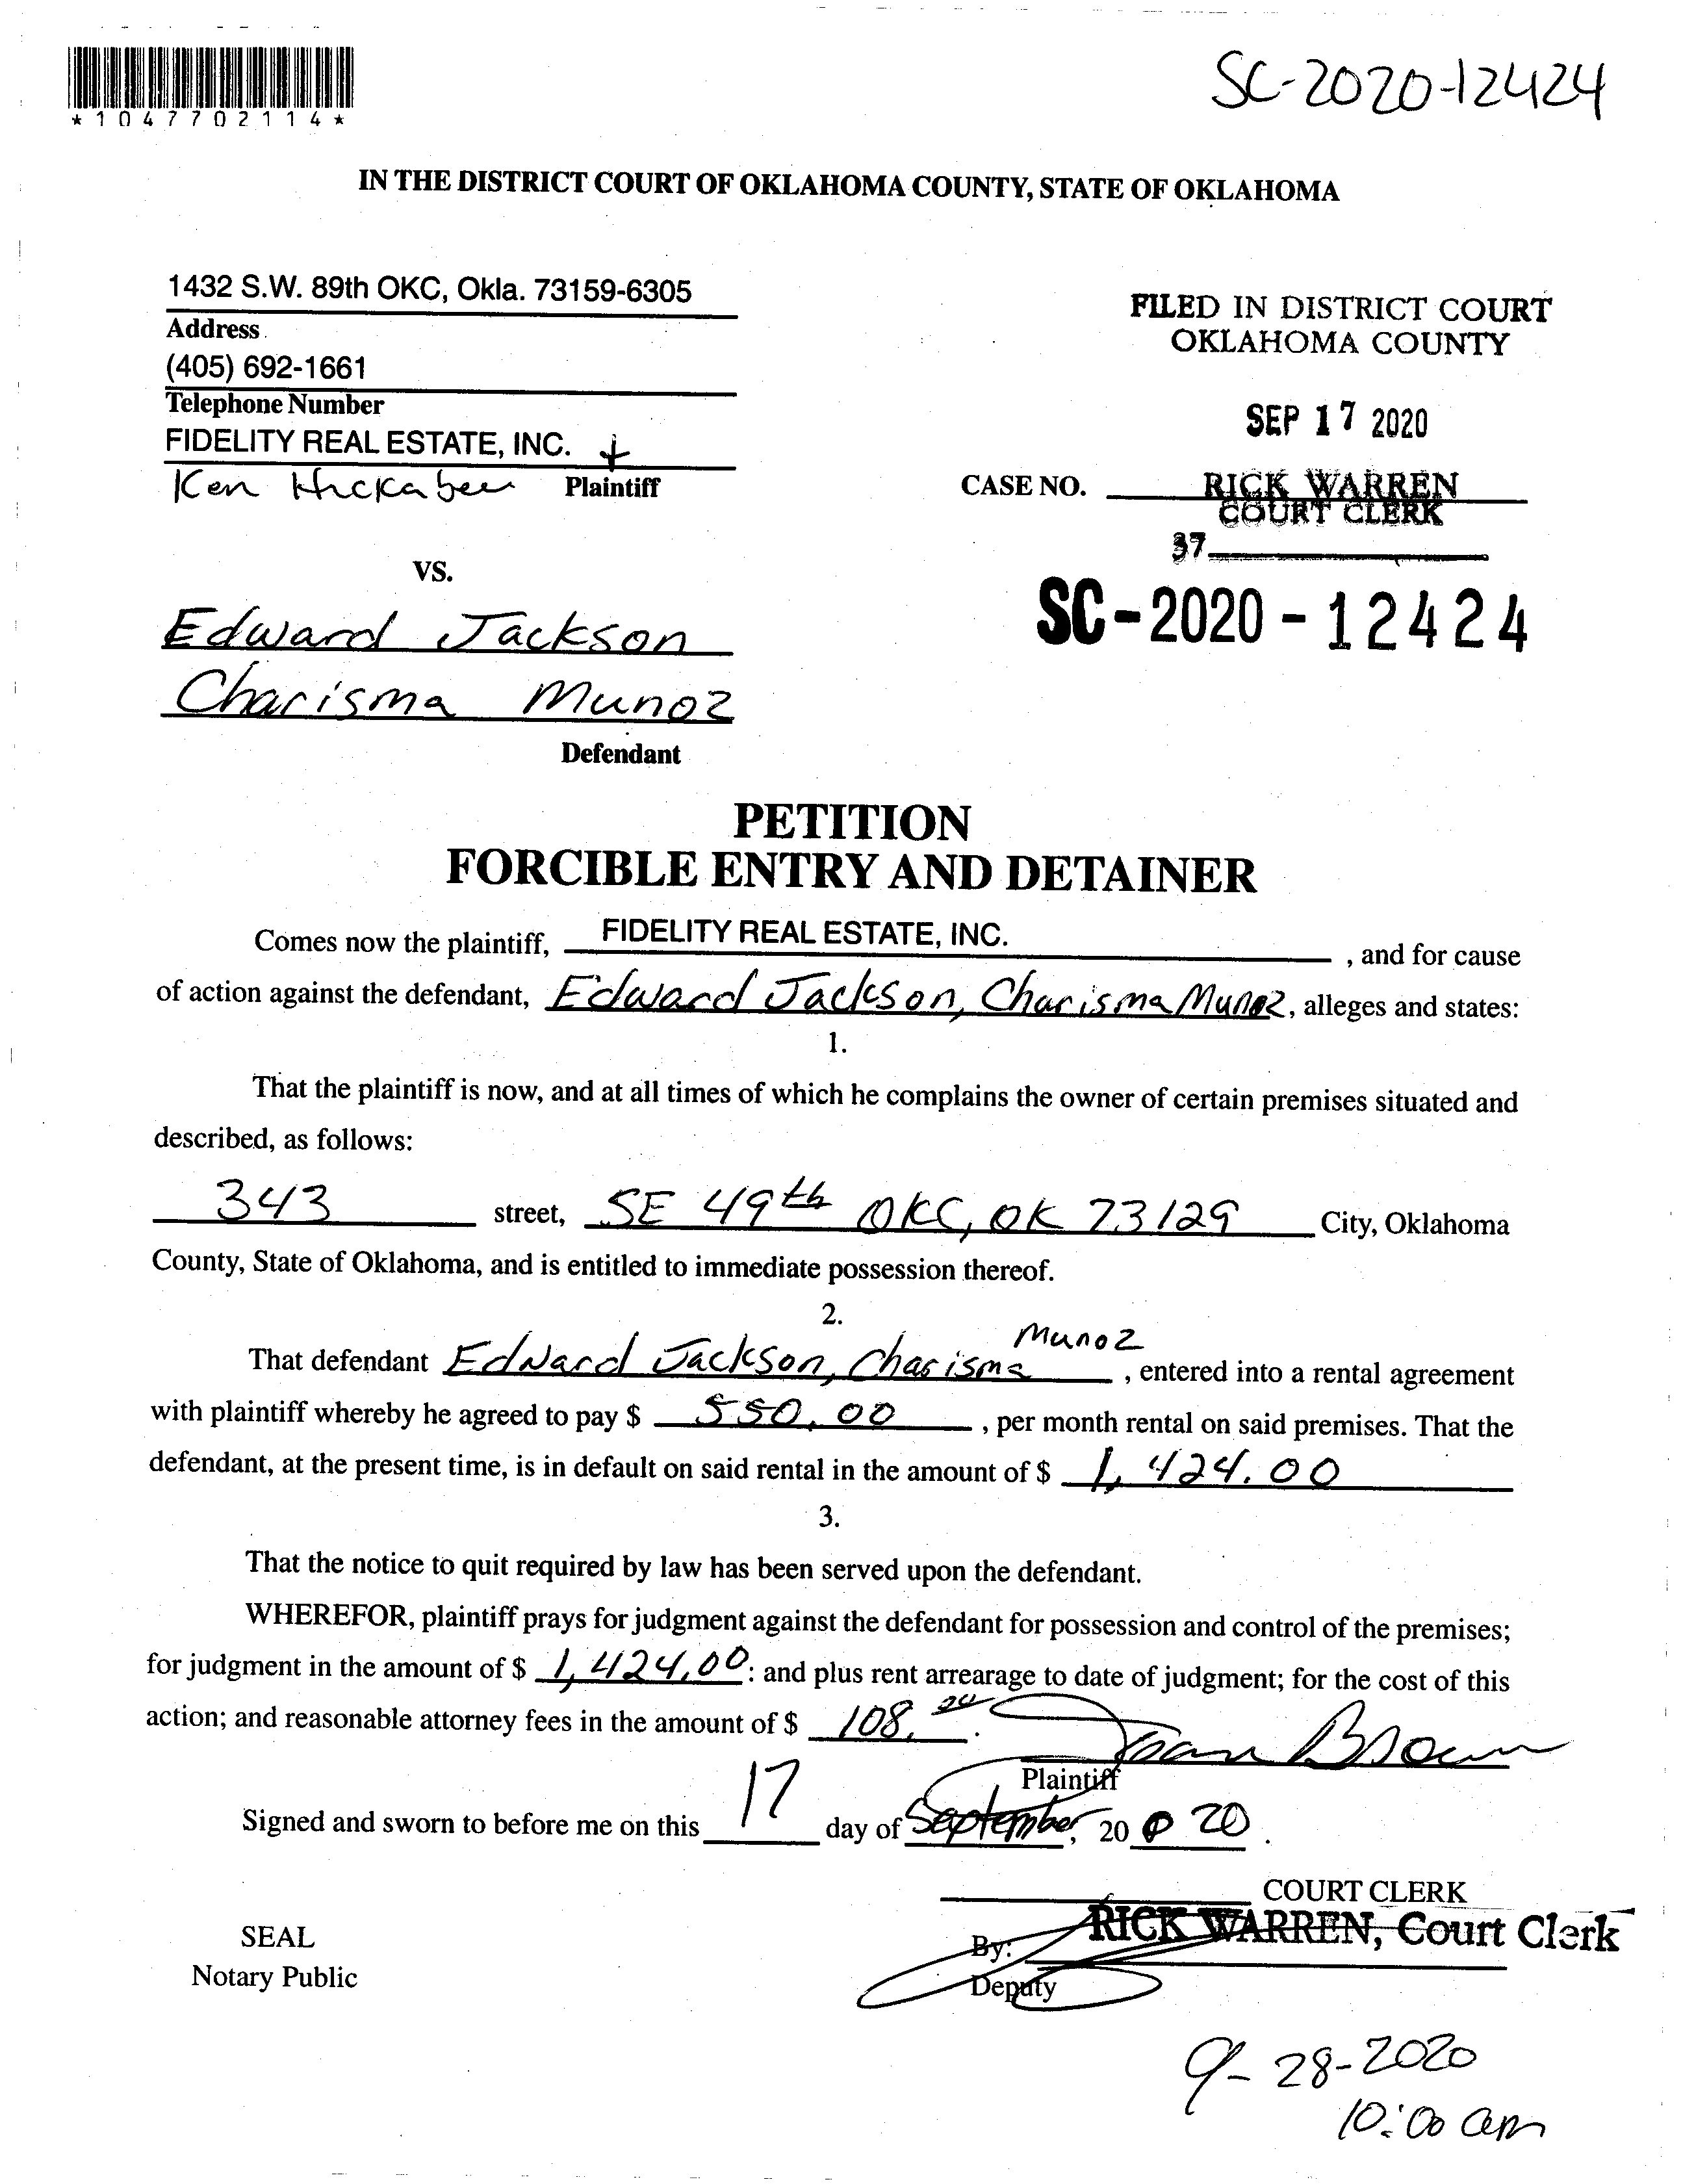 *1047702114*
SC-2020-12424
IN THE DISTRICT COURT OF OKLAHOMA COUNTY, STATE OF OKLAHOMA
1432 S.W. 89th OKC, Okla. 73159-6305
Address
(405) 692-1661
Telephone Number
FIDELITY REAL ESTATE, INC. +
Ken Huckabee Plaintiff
FILED IN DISTRICT COURT
OKLAHOMA COUNTY
SEP 17 2020
CASE NO. RICK WARREN
COURT CLERK
37
SC-2020-12424
VS.
Edward Jackson
Charisma Munoz
Defendant
PETITION
FORCIBLE ENTRY AND DETAINER
Comes now the plaintiff, FIDELITY REAL ESTATE, INC. , and for cause
of action against the defendant, Edward Jackson, Charisma Munoz, alleges and states:
1.
That the plaintiff is now, and at all times of which he complains the owner of certain premises situated and
described, as follows:
343 street, SE 49th OKC, OK 73129 City, Oklahoma
County, State of Oklahoma, and is entitled to immediate possession thereof.
2.
That defendant Edward Jackson, Charisma Munoz , entered into a rental agreement
with plaintiff whereby he agreed to pay $ 550.00 , per month rental on said premises. That the
defendant, at the present time, is in default on said rental in the amount of $ 1,424.00
3.
That the notice to quit required by law has been served upon the defendant.
WHEREFOR, plaintiff prays for judgment against the defendant for possession and control of the premises;
for judgment in the amount of $ 1,424.00: and plus rent arrearage to date of judgment; for the cost of this
action; and reasonable attorney fees in the amount of $ 108. .
Joan Brown
Plaintiff
Signed and sworn to before me on this 17 day of September, 20 20 .
COURT CLERK
RICK WARREN, Court Clerk
SEAL
Notary Public
By:
Deputy
9-28-2020
10:00 am